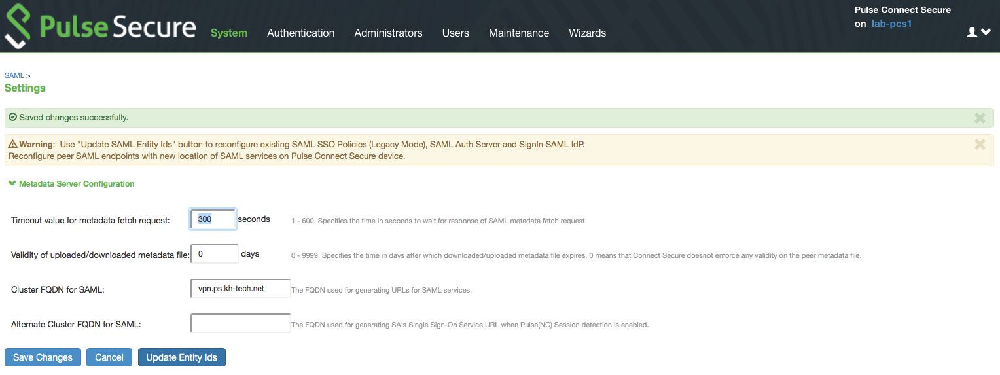 Pulse Secure
System Authentication Administrators Users Maintenance Wizards
Pulse Connect Secure
on lab-pcs1
SAML >
Settings
Saved changes successfully.
Warning: Use "Update SAML Entity Ids" button to reconfigure existing SAML SSO Policies (Legacy Mode), SAML Auth Server and SignIn SAML IdP.
Reconfigure peer SAML endpoints with new location of SAML services on Pulse Connect Secure device.
Metadata Server Configuration
Timeout value for metadata fetch request: 300 seconds 1 - 600. Specifies the time in seconds to wait for response of SAML metadata fetch request.
Validity of uploaded/downloaded metadata file: 0 days 0 - 9999. Specifies the time in days after which downloaded/uploaded metadata file expires. 0 means that Connect Secure doesnot enforce any validity on the peer metadata file.
Cluster FQDN for SAML: vpn.ps.kh-tech.net The FQDN used for generating URLs for SAML services.
Alternate Cluster FQDN for SAML: The FQDN used for generating SA's Single Sign-On Service URL when Pulse(NC) Session detection is enabled.
Save Changes Cancel Update Entity Ids